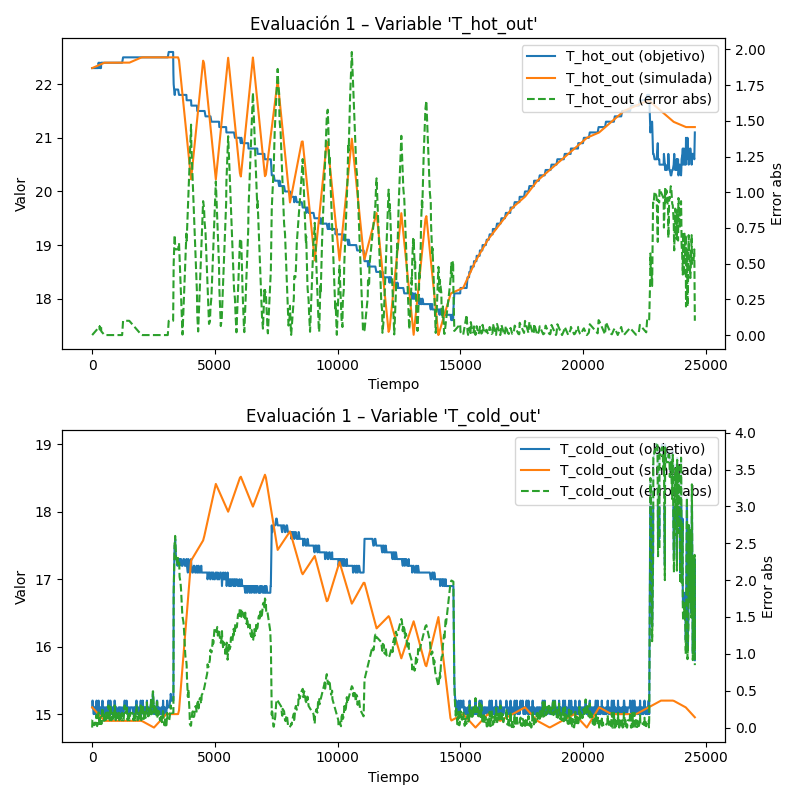 Evaluación 1 – Variable 'T_hot_out'
T_hot_out (objetivo)
T_hot_out (simulada)
T_hot_out (error abs)
Valor
22
21
20
19
18
2.00
1.75
1.50
1.25
1.00
0.75
0.50
0.25
0.00
Error abs
0
5000
10000
15000
20000
25000
Tiempo
Evaluación 1 – Variable 'T_cold_out'
T_cold_out (objetivo)
T_cold_out (simulada)
T_cold_out (error abs)
Valor
19
18
17
16
15
4.0
3.5
3.0
2.5
2.0
1.5
1.0
0.5
0.0
Error abs
0
5000
10000
15000
20000
25000
Tiempo